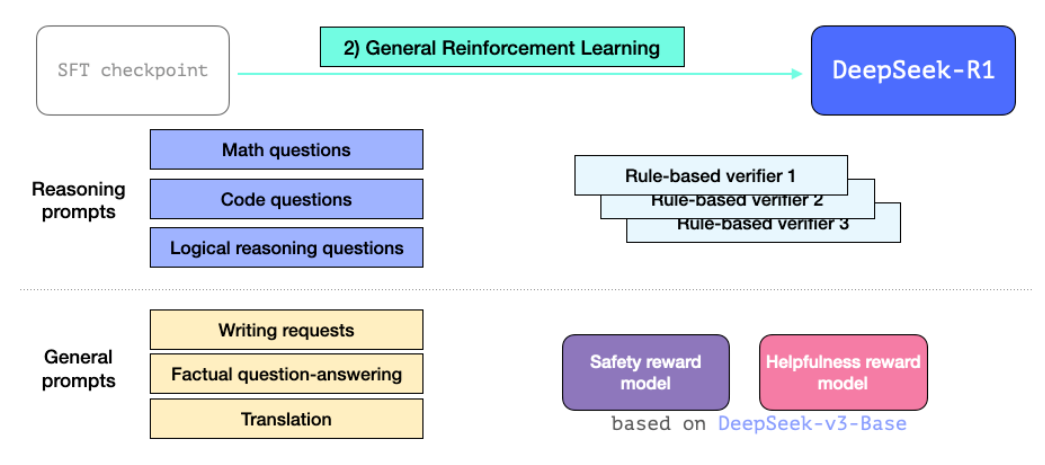 SFT checkpoint
2) General Reinforcement Learning
DeepSeek-R1
Reasoning
prompts
Math questions
Code questions
Logical reasoning questions
Rule-based verifier 1
Rule-based verifier 2
Rule-based verifier 3
General
prompts
Writing requests
Factual question-answering
Translation
Safety reward
model
Helpfulness reward
model
based on DeepSeek-v3-Base